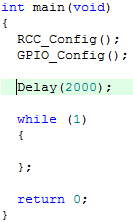 int main(void)
{
RCC_Config();
GPIO_Config();
Delay(2000);
while (1)
{
};
return 0;
}